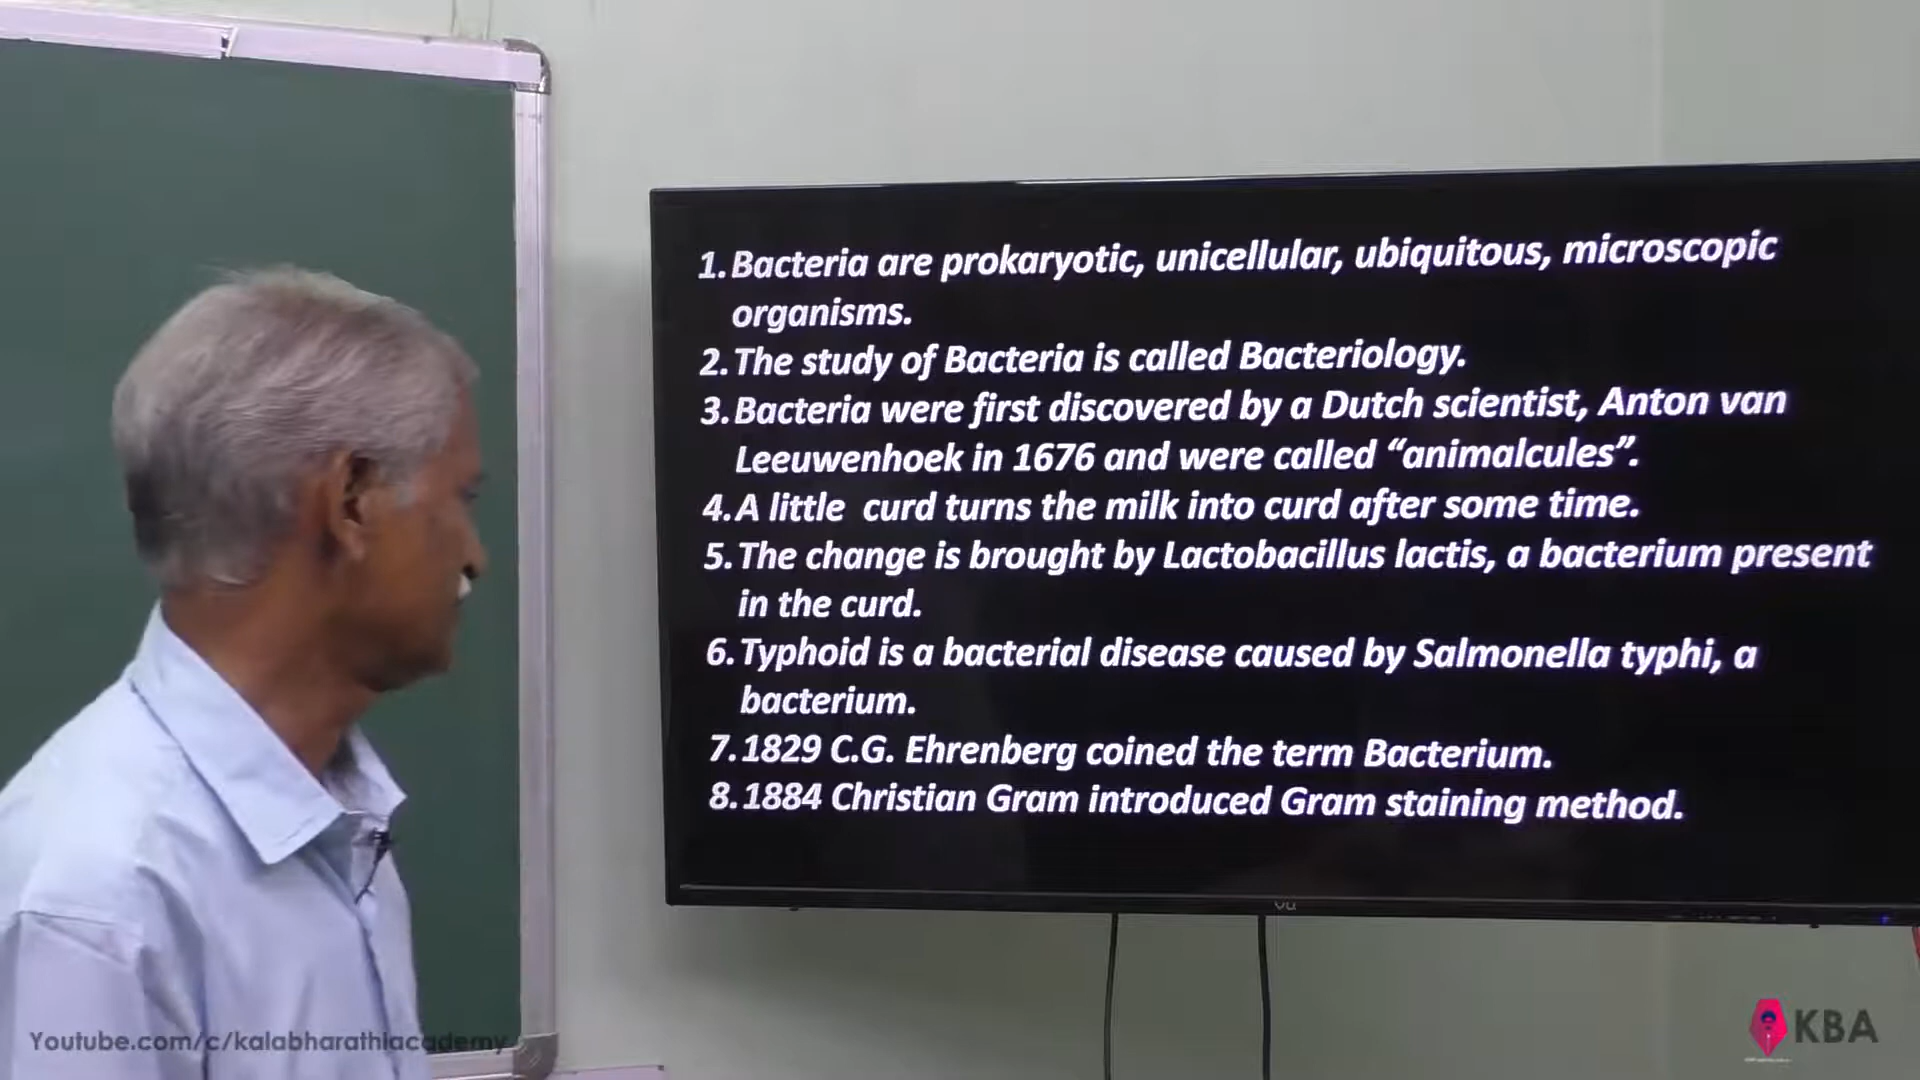 1. Bacteria are prokaryotic, unicellular, ubiquitous, microscopic
organisms.
2. The study of Bacteria is called Bacteriology.
3. Bacteria were first discovered by a Dutch scientist, Anton van
Leeuwenhoek in 1676 and were called “animalcules”.
4. A little curd turns the milk into curd after some time.
5. The change is brought by Lactobacillus lactis, a bacterium present
in the curd.
6. Typhoid is a bacterial disease caused by Salmonella typhi, a
bacterium.
7. 1829 C.G. Ehrenberg coined the term Bacterium.
8. 1884 Christian Gram introduced Gram staining method.
Vu
Youtube.com/c/kalabharathiacademy
KBA